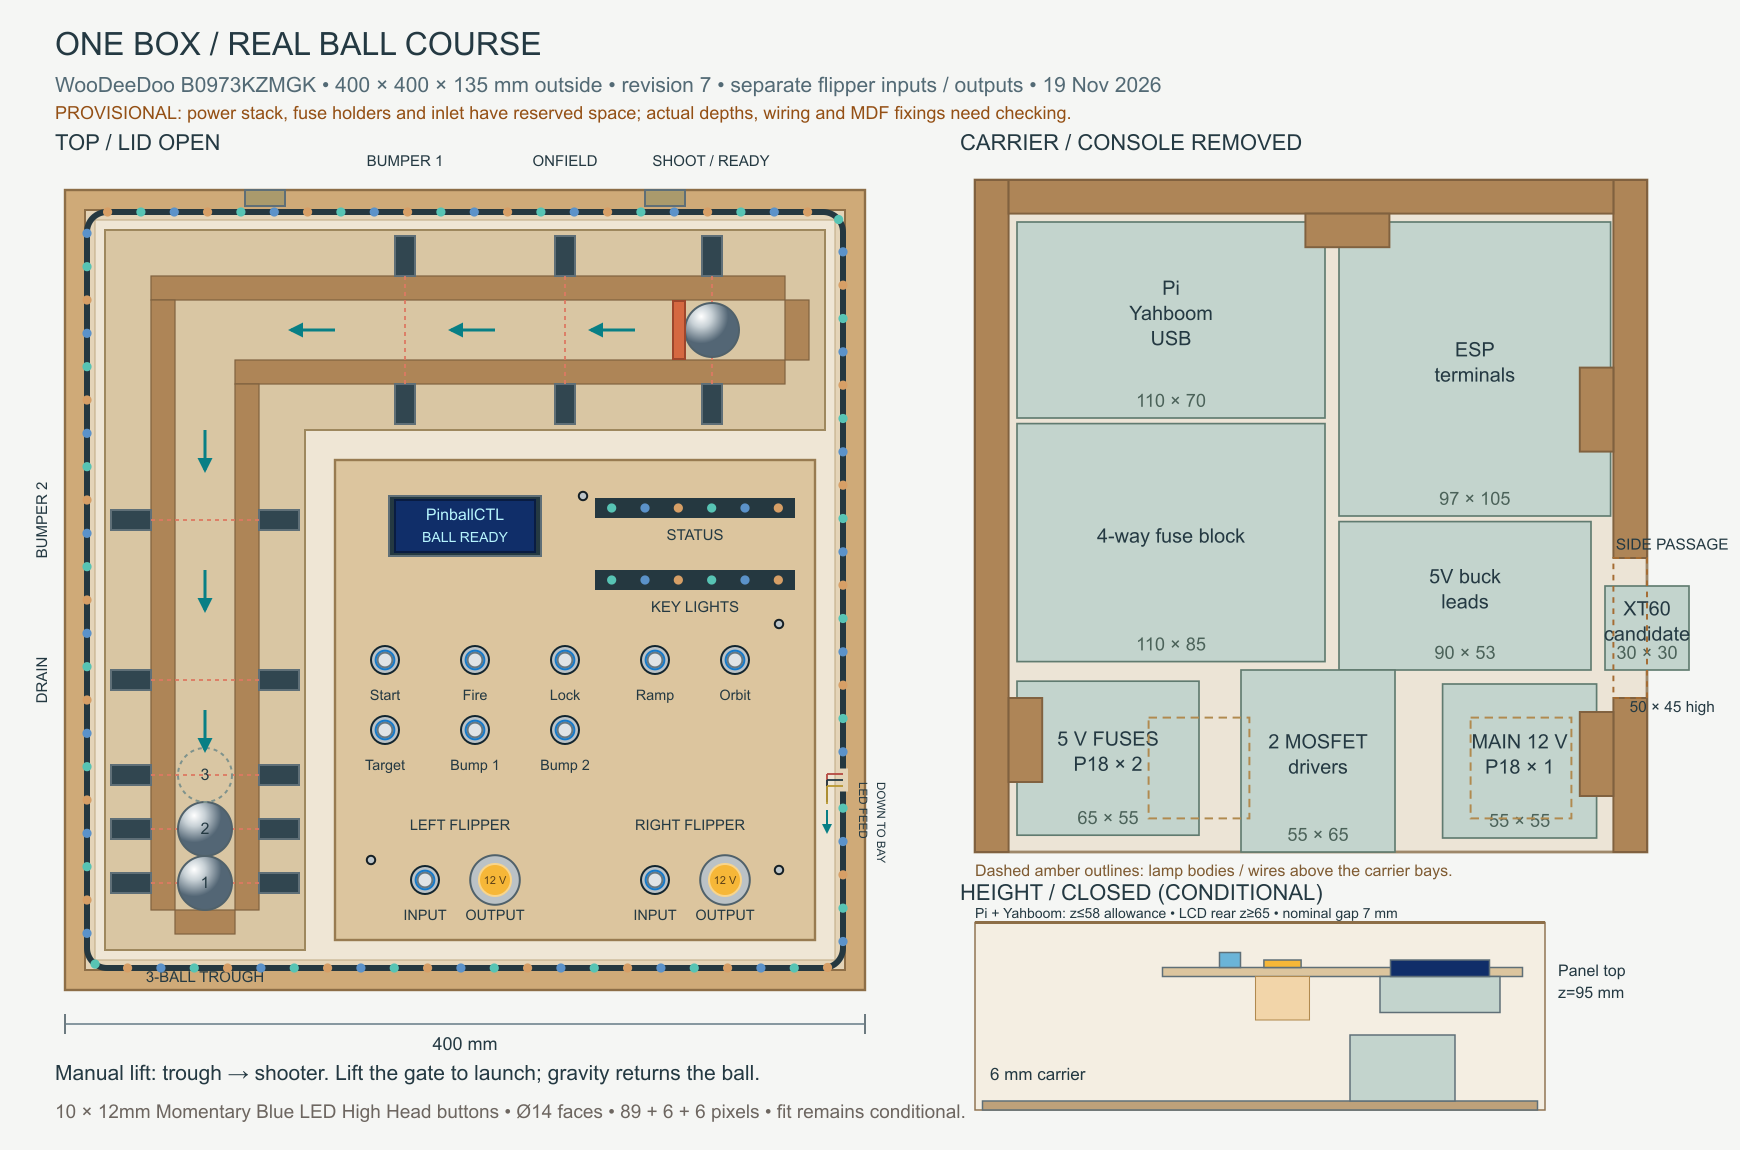 ONE BOX / REAL BALL COURSE
WooDeeDoo B0973KZMGK • 400 × 400 × 135 mm outside • revision 7 • separate flipper inputs / outputs • 19 Nov 2026
PROVISIONAL: power stack, fuse holders and inlet have reserved space; actual depths, wiring and MDF fixings need checking.
TOP / LID OPEN
BUMPER 1
ONFIELD
SHOOT / READY
BUMPER 2
DRAIN
PinballCTL
BALL READY
STATUS
KEY LIGHTS
Start
Fire
Lock
Ramp
Orbit
Target
Bump 1
Bump 2
LEFT FLIPPER
RIGHT FLIPPER
12 V
12 V
INPUT
OUTPUT
INPUT
OUTPUT
3
2
1
LED FEED
DOWN TO BAY
3-BALL TROUGH
400 mm
Manual lift: trough → shooter. Lift the gate to launch; gravity returns the ball.
10 × 12mm Momentary Blue LED High Head buttons • Ø14 faces • 89 + 6 + 6 pixels • fit remains conditional.
CARRIER / CONSOLE REMOVED
Pi
Yahboom
USB
110 × 70
ESP
terminals
97 × 105
4-way fuse block
110 × 85
5V buck
leads
90 × 53
SIDE PASSAGE
XT60
candidate
30 × 30
50 × 45 high
5 V FUSES
P18 × 2
65 × 55
2 MOSFET
drivers
55 × 65
MAIN 12 V
P18 × 1
55 × 55
Dashed amber outlines: lamp bodies / wires above the carrier bays.
HEIGHT / CLOSED (CONDITIONAL)
Pi + Yahboom: z≤58 allowance • LCD rear z≥65 • nominal gap 7 mm
Panel top
z=95 mm
6 mm carrier